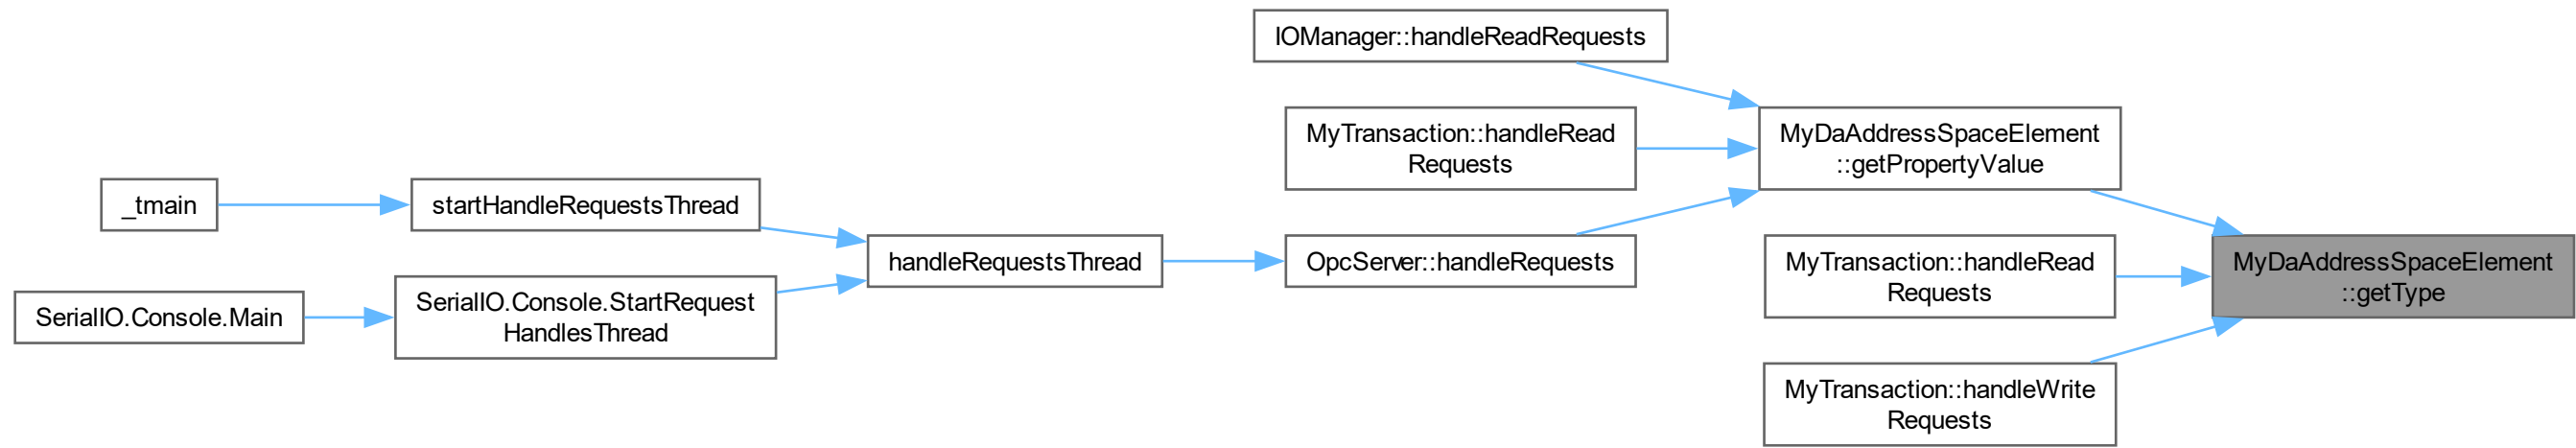 IOManager::handleReadRequests
MyTransaction::handleRead
Requests
MyDaAddressSpaceElement
::getPropertyValue
_tmain
startHandleRequestsThread
handleRequestsThread
OpcServer::handleRequests
MyTransaction::handleRead
Requests
MyDaAddressSpaceElement
::getType
SerialIO.Console.Main
SerialIO.Console.StartRequest
HandlesThread
MyTransaction::handleWrite
Requests